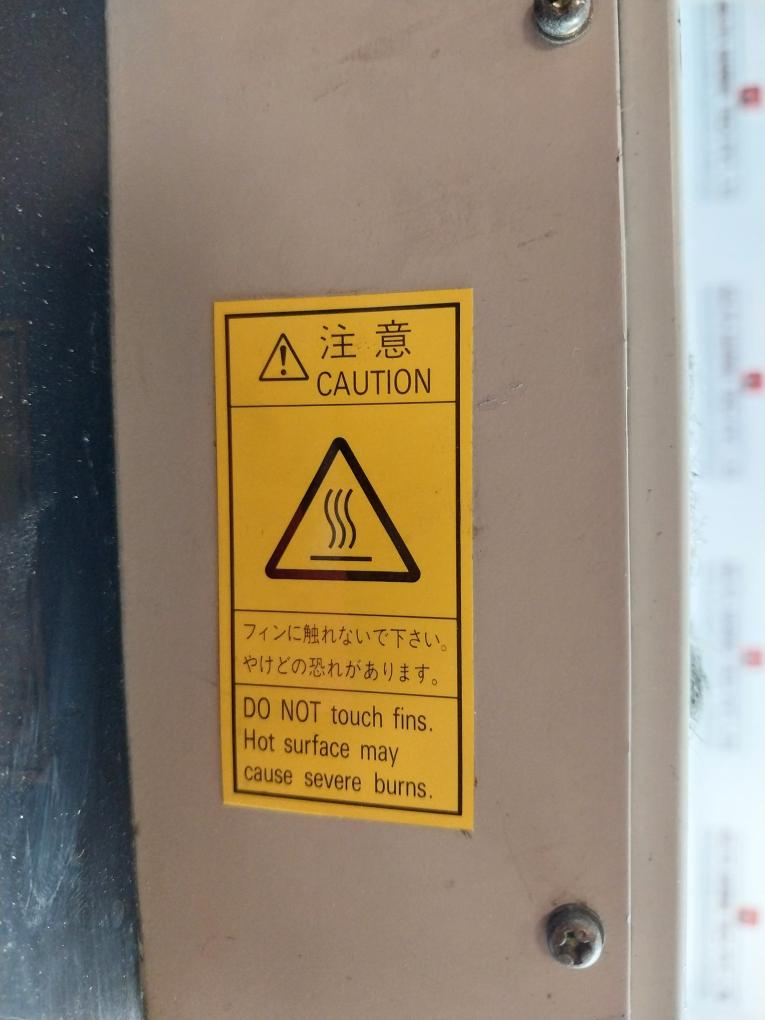 注意
CAUTION
フィンに触れないで下さい。
やけどの恐れがあります。
DO NOT touch fins.
Hot surface may
cause severe burns.